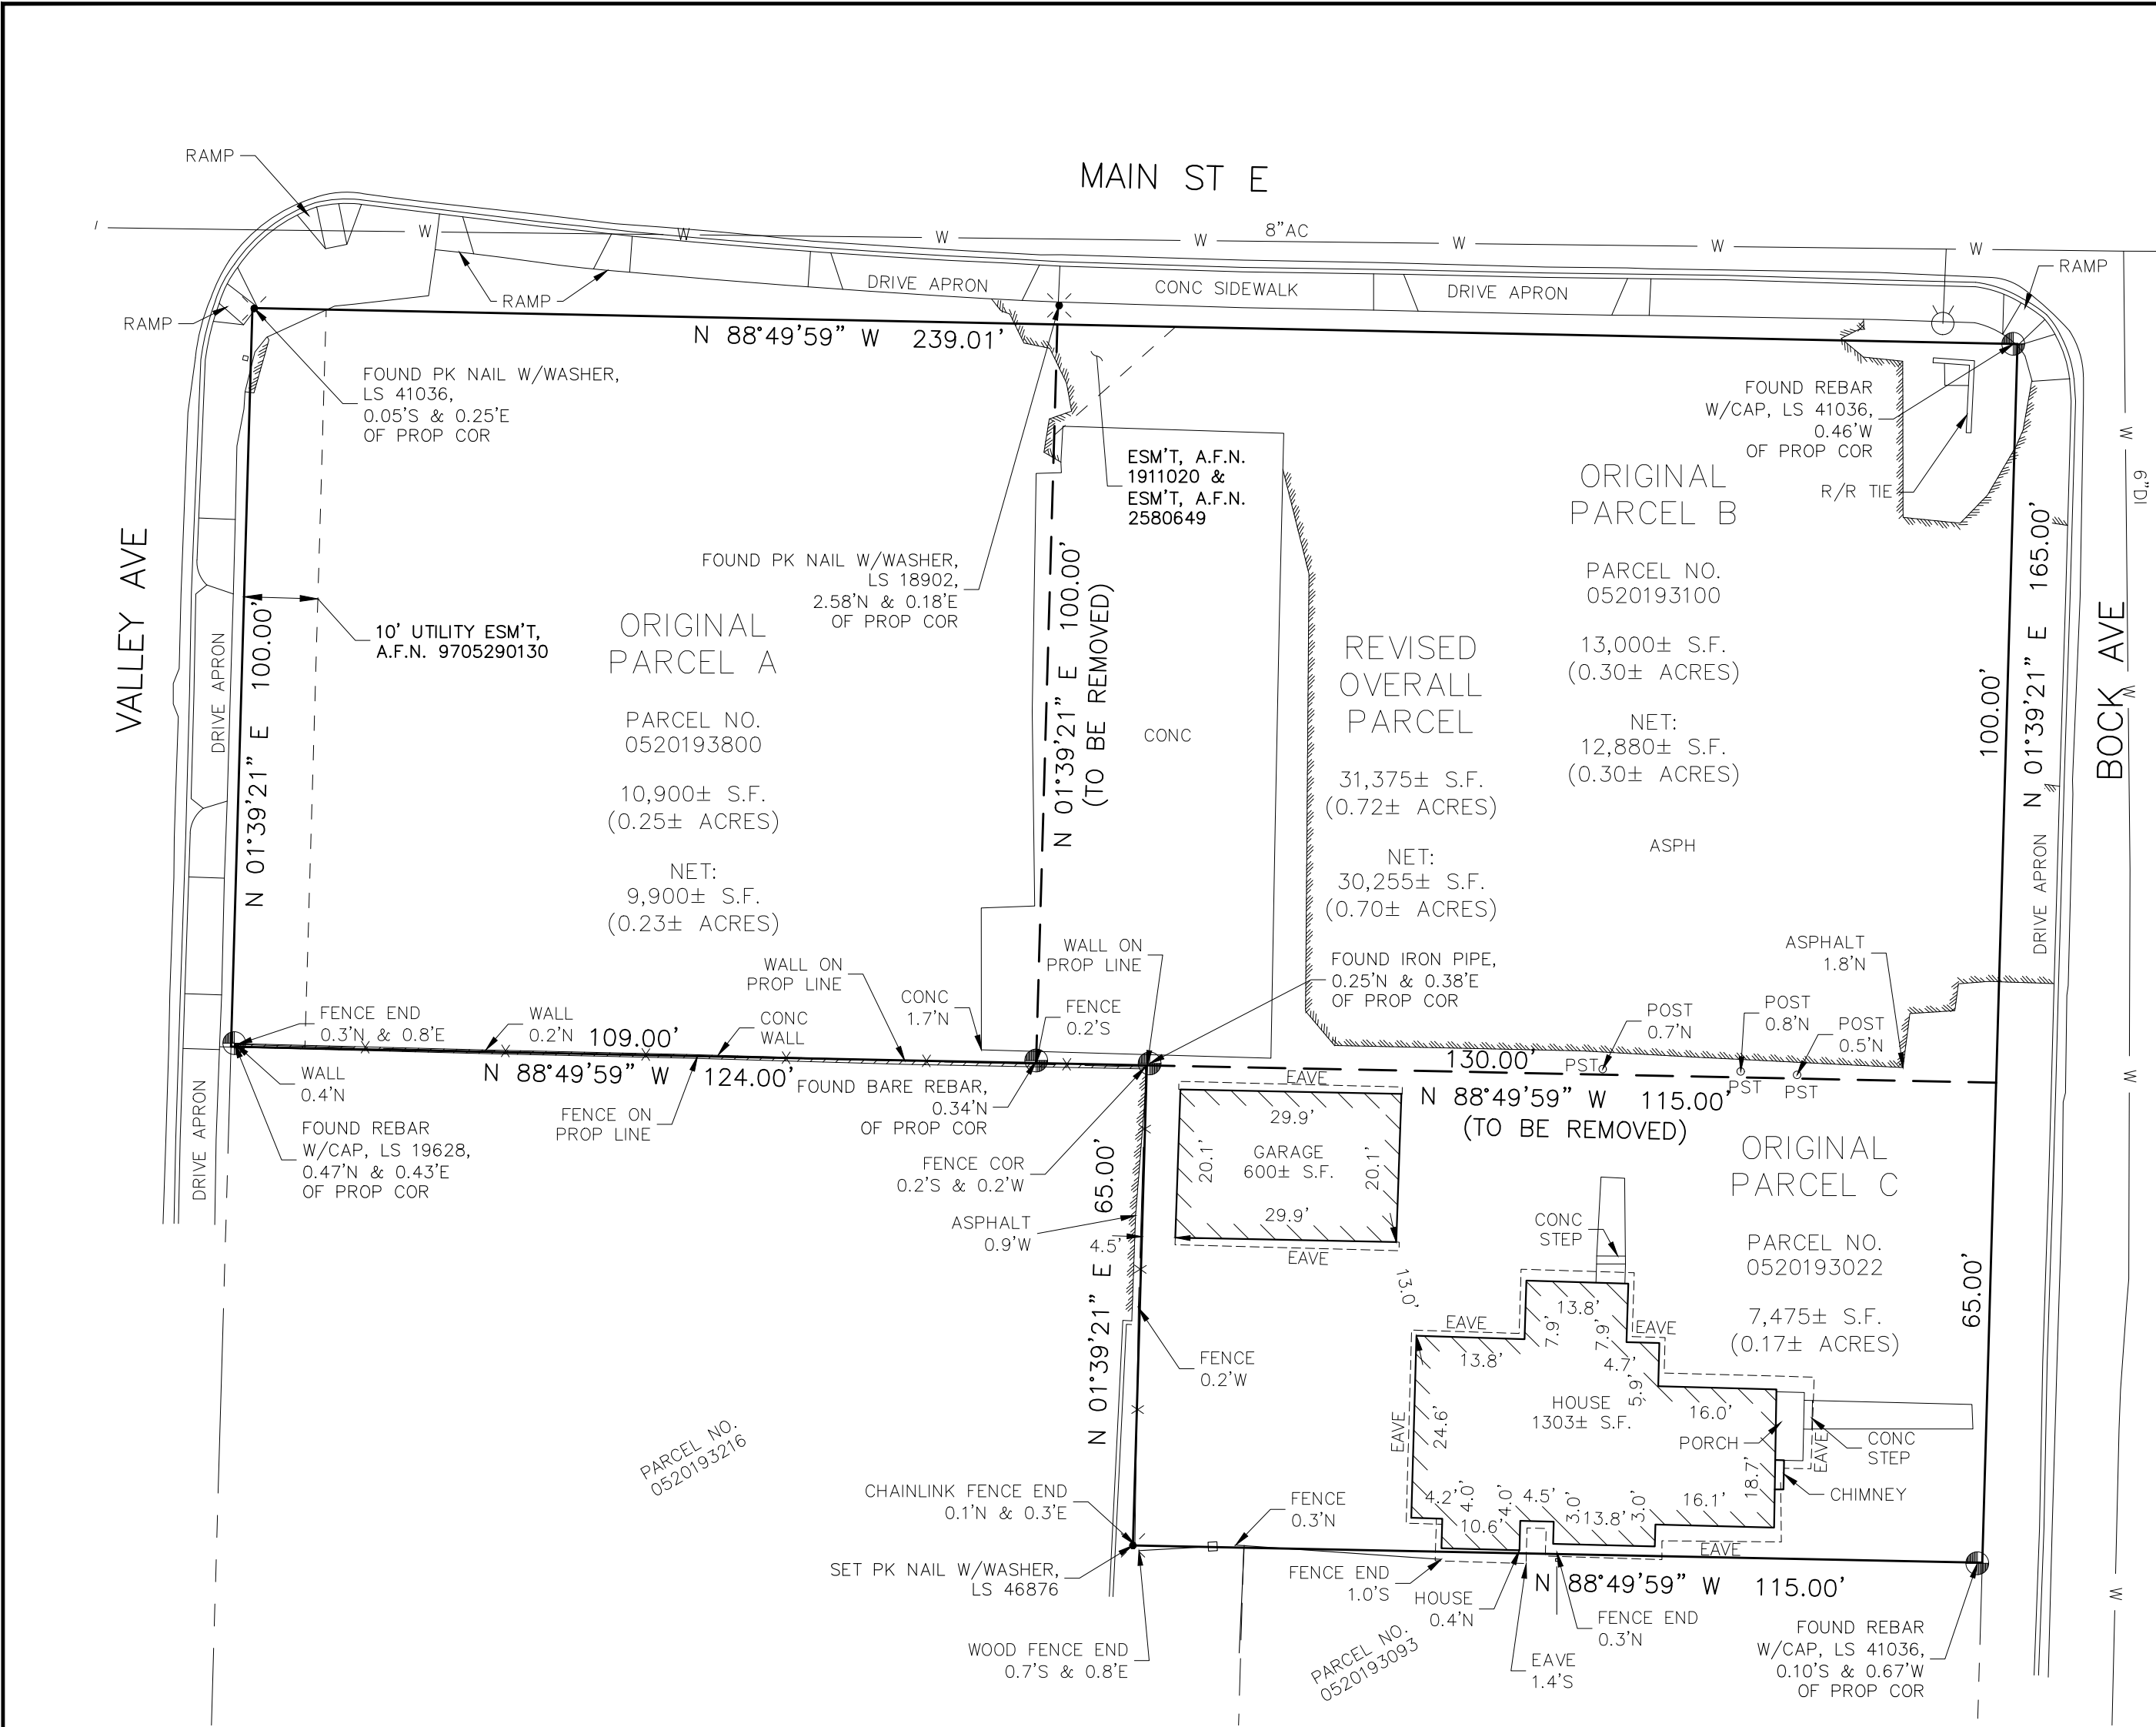 MAIN ST E
RAMP
8"AC
W
W
W
W
W
W
W
RAMP
DRIVE APRON
CONC SIDEWALK
DRIVE APRON
RAMP
RAMP
N 88°49'59" W 239.01'
FOUND PK NAIL W/WASHER,
LS 41036,
0.05'S & 0.25'E
OF PROP COR
FOUND REBAR
W/CAP, LS 41036,
0.46'W
OF PROP COR
R/R TIE
W
6"DI
ESM'T, A.F.N.
1911020 &
ESM'T, A.F.N.
2580649
ORIGINAL
PARCEL B
PARCEL NO.
0520193100
13,000± S.F.
(0.30± ACRES)
NET:
12,880± S.F.
(0.30± ACRES)
ASPH
VALLEY AVE
DRIVE APRON
N 01°39'21" E 100.00'
10' UTILITY ESM'T,
A.F.N. 9705290130
FOUND PK NAIL W/WASHER,
LS 18902,
2.58'N & 0.18'E
OF PROP COR
ORIGINAL
PARCEL A
PARCEL NO.
0520193800
10,900± S.F.
(0.25± ACRES)
NET:
9,900± S.F.
(0.23± ACRES)
N 01°39'21" E 100.00'
(TO BE REMOVED)
CONC
REVISED
OVERALL
PARCEL
31,375± S.F.
(0.72± ACRES)
NET:
30,255± S.F.
(0.70± ACRES)
100.00'
N 01°39'21" E 165.00'
BOCK AVE
W
DRIVE APRON
WALL ON
PROP LINE
WALL ON
PROP LINE
FOUND IRON PIPE,
0.25'N & 0.38'E
OF PROP COR
ASPHALT
1.8'N
FENCE END
0.3'N & 0.8'E
WALL
0.2'N
109.00'
CONC
WALL
CONC
1.7'N
FENCE
0.2'S
POST
0.7'N
POST
0.8'N
POST
0.5'N
130.00'
PST
PST
PST
N 88°49'59" W 124.00'
WALL
0.4'N
FENCE ON
PROP LINE
FOUND BARE REBAR,
0.34'N
OF PROP COR
EAVE
N 88°49'59" W 115.00'
(TO BE REMOVED)
W
DRIVE APRON
FOUND REBAR
W/CAP, LS 19628,
0.47'N & 0.43'E
OF PROP COR
FENCE COR
0.2'S & 0.2'W
ASPHALT
0.9'W
4.5'
N 01°39'21" E 65.00'
29.9'
20.1'
GARAGE
600± S.F.
20.1'
29.9'
EAVE
13.0'
ORIGINAL
PARCEL C
PARCEL NO.
0520193022
7,475± S.F.
(0.17± ACRES)
65.00'
CONC
STEP
FENCE
0.2'W
EAVE
13.8'
7.9'
13.8'
7.9'
EAVE
4.7'
5.9'
HOUSE
1303± S.F.
16.0'
PORCH
EAVE
CONC
STEP
CHIMNEY
EAVE
24.6'
18.7'
PARCEL NO.
0520193216
CHAINLINK FENCE END
0.1'N & 0.3'E
FENCE
0.3'N
4.2'
4.0'
10.6'
4.0'
4.5'
3.0'
13.8'
3.0'
16.1'
EAVE
SET PK NAIL W/WASHER,
LS 46876
FENCE END
1.0'S
HOUSE
0.4'N
N 88°49'59" W 115.00'
W
FENCE END
0.3'N
WOOD FENCE END
0.7'S & 0.8'E
PARCEL NO.
0520193093
EAVE
1.4'S
FOUND REBAR
W/CAP, LS 41036,
0.10'S & 0.67'W
OF PROP COR